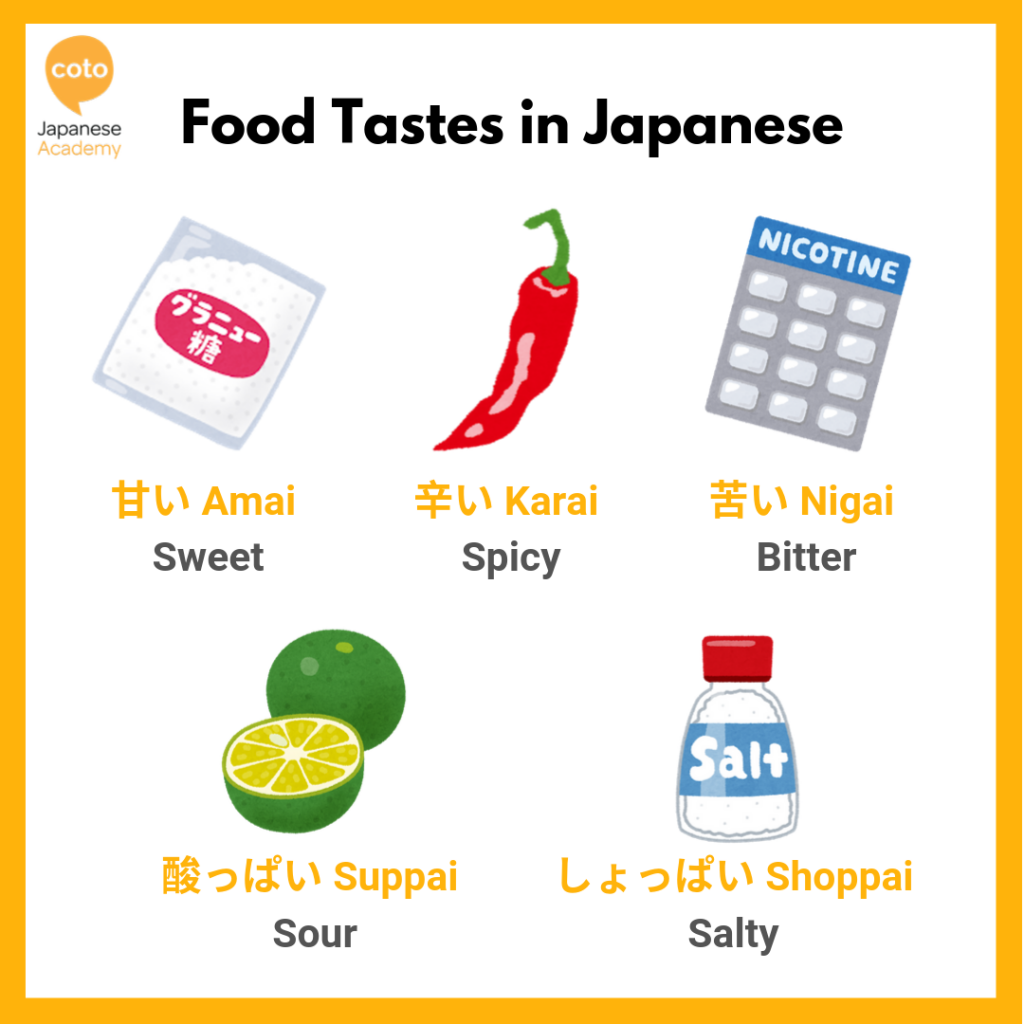 coto
Japanese
Academy
Food Tastes in Japanese
グラニュー
糖
NICOTINE
甘い Amai
Sweet
辛い Karai
Spicy
苦い Nigai
Bitter
Salt
酸っぱい Suppai
Sour
しょっぱい Shoppai
Salty